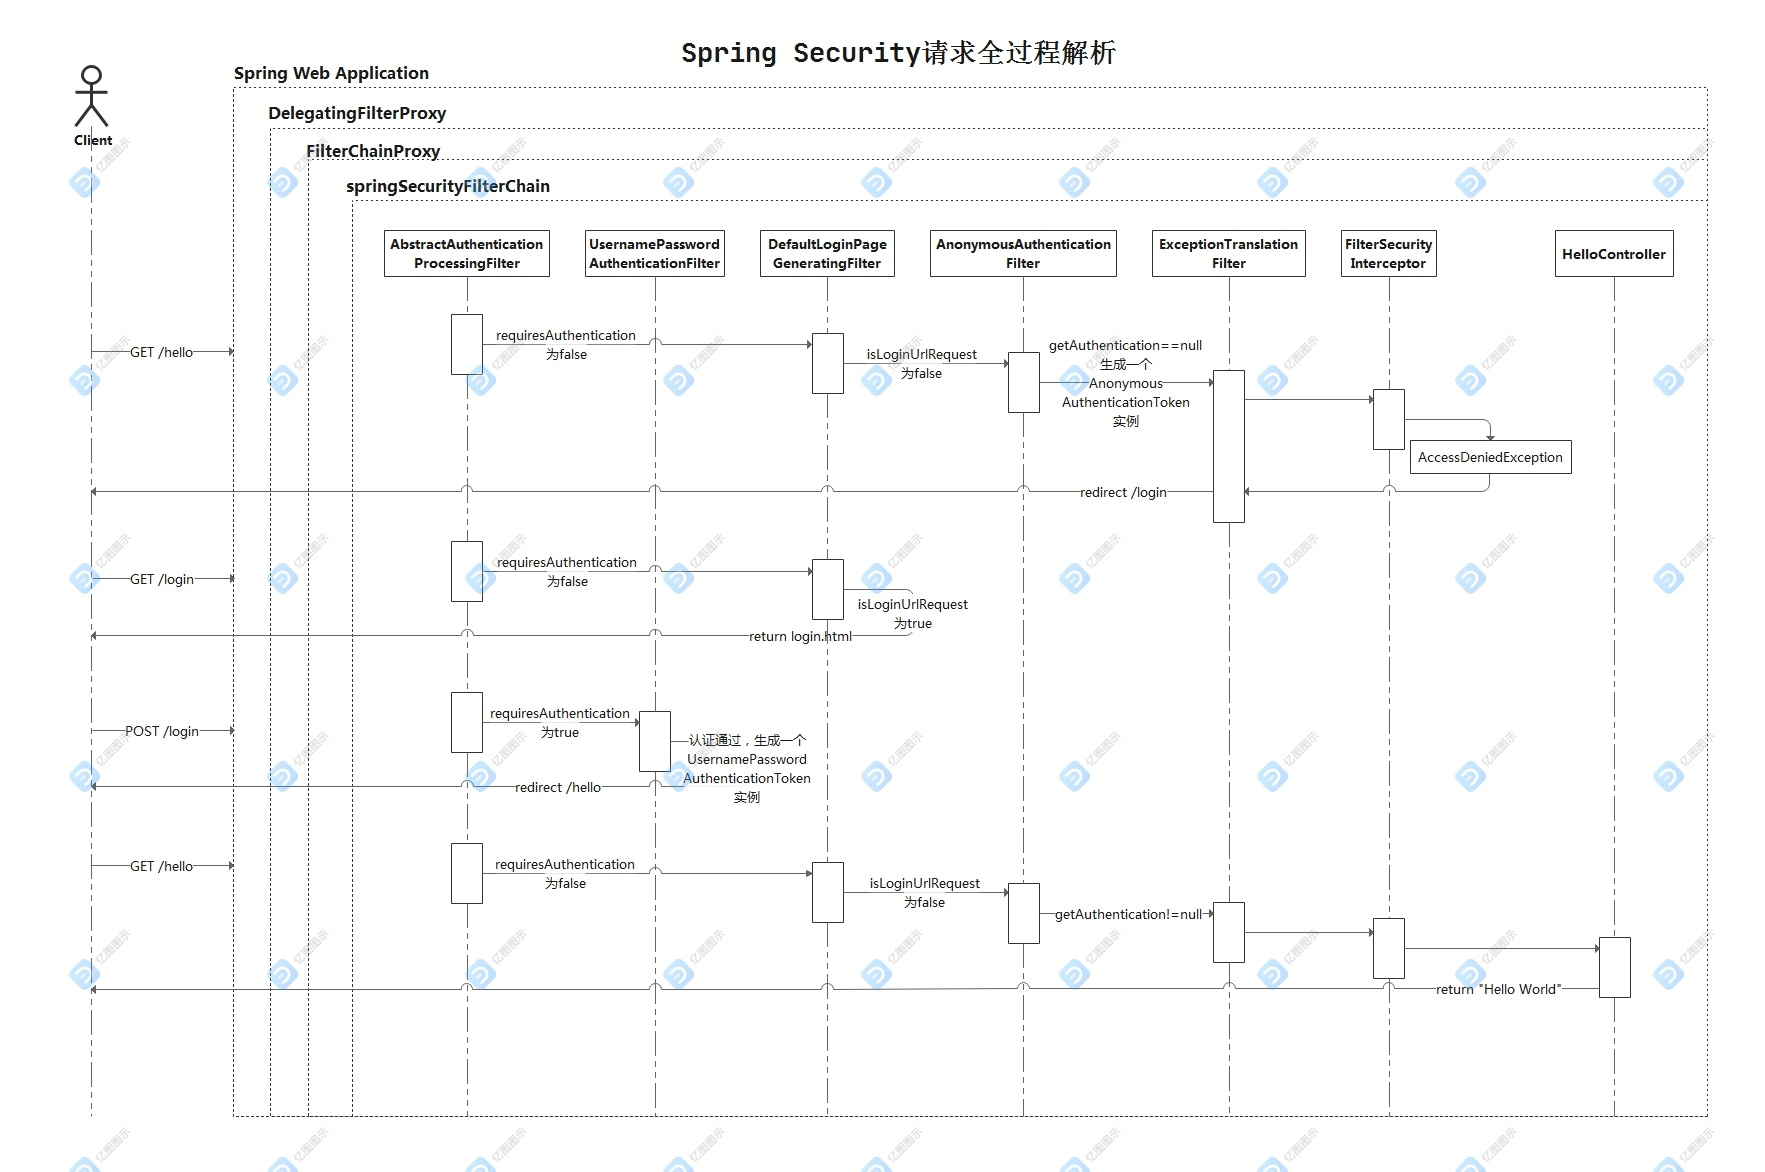 Spring Security请求全过程解析
Client
Spring Web Application
DelegatingFilterProxy
FilterChainProxy
springSecurityFilterChain
AbstractAuthentication
ProcessingFilter
UsernamePassword
AuthenticationFilter
DefaultLoginPage
GeneratingFilter
AnonymousAuthentication
Filter
ExceptionTranslation
Filter
FilterSecurity
Interceptor
HelloController
GET /hello
requiresAuthentication
为false
isLoginUrlRequest
为false
getAuthentication==null
生成一个
Anonymous
AuthenticationToken
实例
AccessDeniedException
redirect /login
GET /login
requiresAuthentication
为false
isLoginUrlRequest
为true
return login.html
POST /login
requiresAuthentication
为true
认证通过，生成一个
UsernamePassword
AuthenticationToken
实例
redirect /hello
GET /hello
requiresAuthentication
为false
isLoginUrlRequest
为false
getAuthentication!=null
return "Hello World"
亿图图示